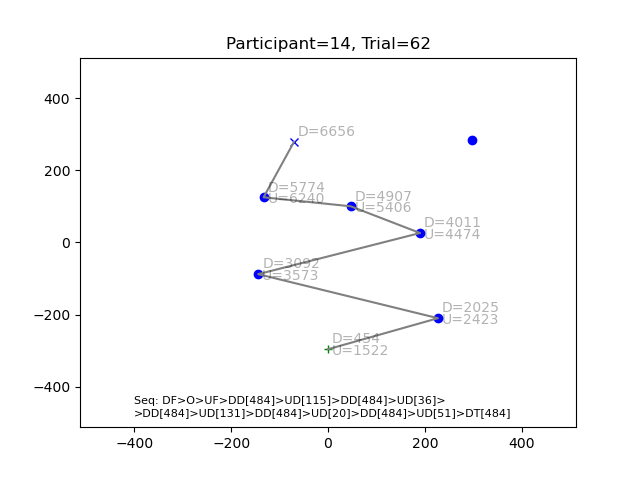 Participant=14, Trial=62
400
200
0
−200
−400
D=6656
D=5774
U=6240
D=4907
U=5406
D=4011
U=4474
D=3092
U=3573
D=2025
U=2423
D=454
U=1522
Seq: DF>O>UF>DD[484]>UD[115]>DD[484]>UD[36]>
>DD[484]>UD[131]>DD[484]>UD[20]>DD[484]>UD[51]>DT[484]
−400 −200 0 200 400